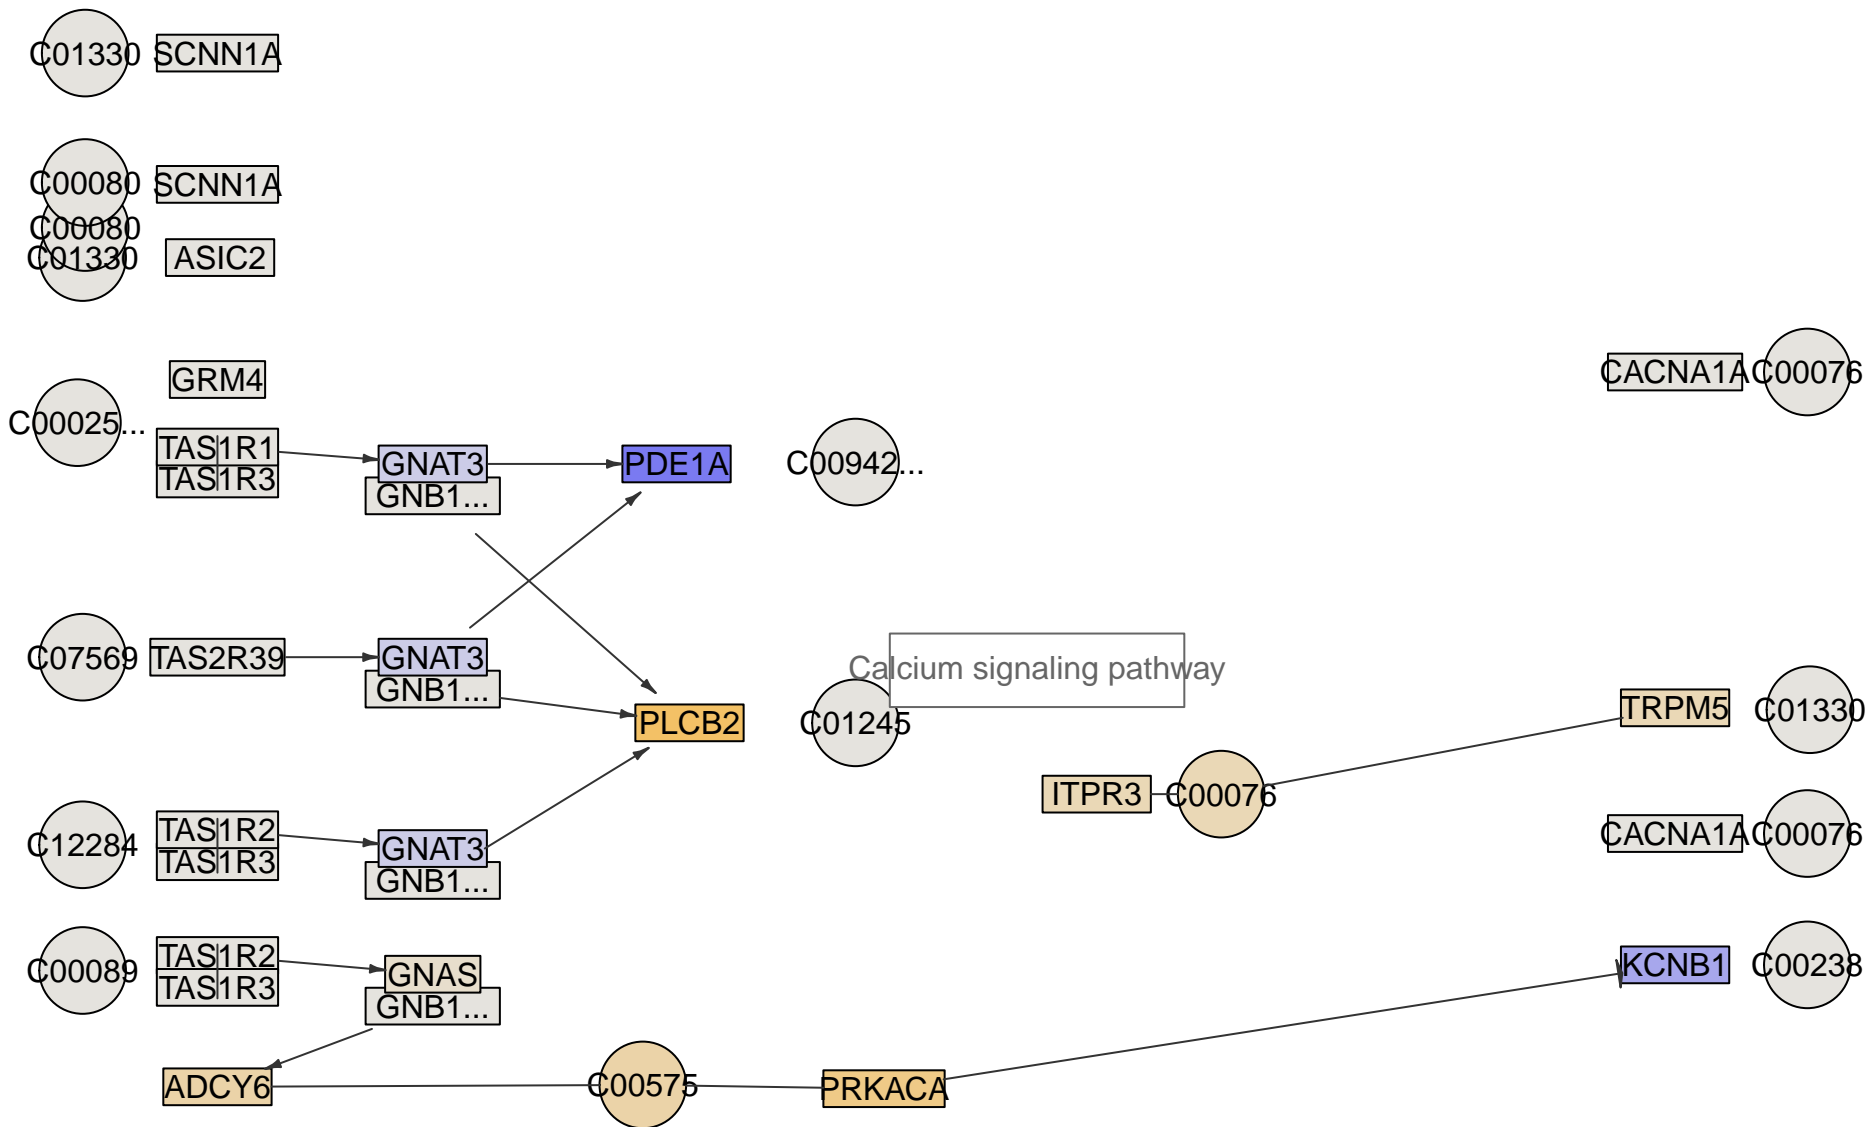 C01330 SCNN1A
C00080 SCNN1A
C00080
C01330 ASIC2
GRM4
CACNA1A C00076
C00025...
TAS1R1
TAS1R3
GNAT3
GNB1...
PDE1A
C00942...
C07569 TAS2R39
GNAT3
GNB1...
Calcium signaling pathway
PLCB2
C01245
TRPM5 C01330
ITPR3 C00076
C12284
TAS1R2
TAS1R3
GNAT3
GNB1...
CACNA1A C00076
C00089
TAS1R2
TAS1R3
GNAS
GNB1...
KCNB1 C00238
ADCY6 C00575 PRKACA